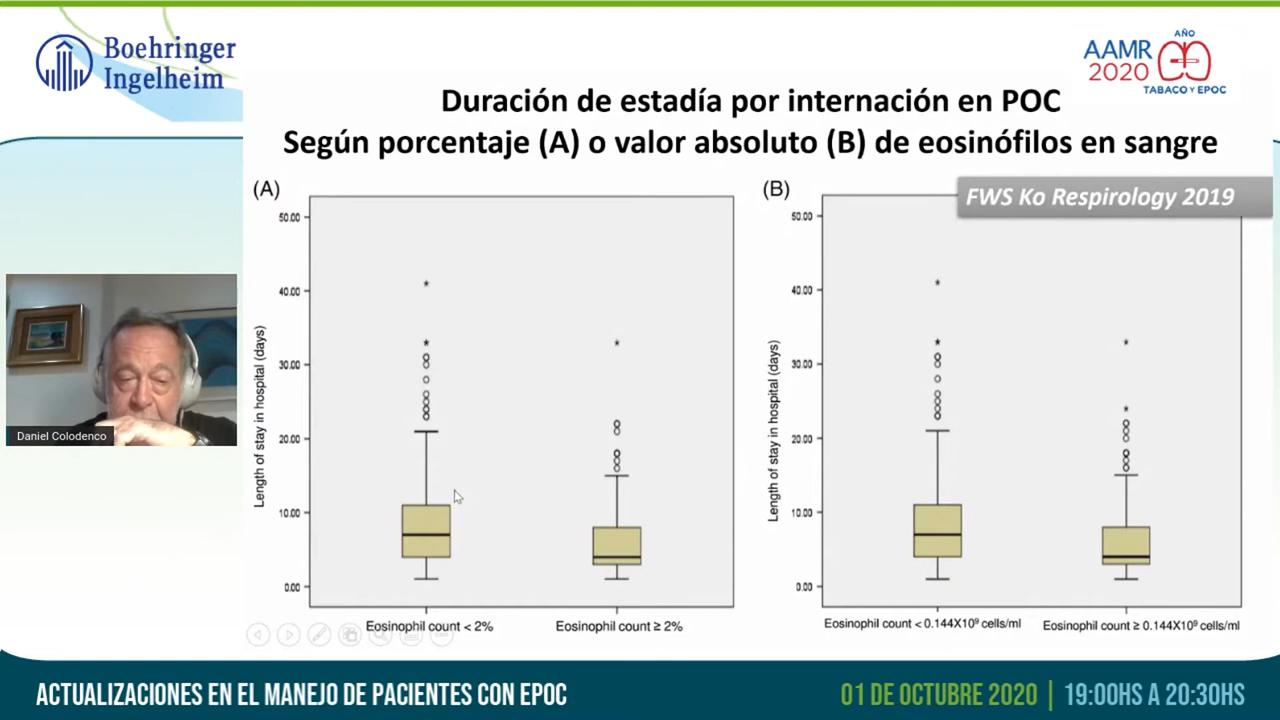 Boehringer
Ingelheim
AÑO
AAMR
2020
TABACO Y EPOC
Duración de estadía por internación en POC
Según porcentaje (A) o valor absoluto (B) de eosinófilos en sangre
FWS Ko Respirology 2019
(A)
Length of stay in hospital (days)
50.00
40.00
30.00
20.00
10.00
0.00
Eosinophil count < 2%
Eosinophil count ≥ 2%
(B)
Length of stay in hospital (days)
50.00
40.00
30.00
20.00
10.00
0.00
Eosinophil count < 0.144X10⁹ cells/ml
Eosinophil count ≥ 0.144X10⁹ cells/ml
Daniel Colodenco
ACTUALIZACIONES EN EL MANEJO DE PACIENTES CON EPOC
01 DE OCTUBRE 2020 | 19:00HS A 20:30HS